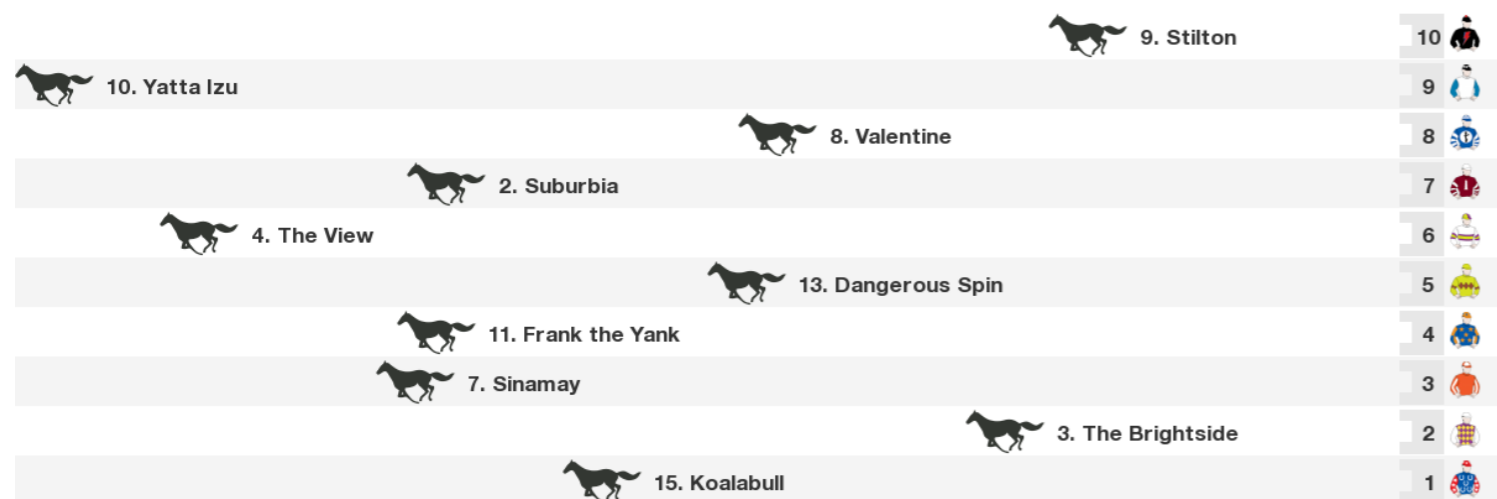 9. Stilton 10
10. Yatta Izu 9
8. Valentine 8
2. Suburbia 7
4. The View 6
13. Dangerous Spin 5
11. Frank the Yank 4
7. Sinamay 3
3. The Brightside 2
15. Koalabull 1